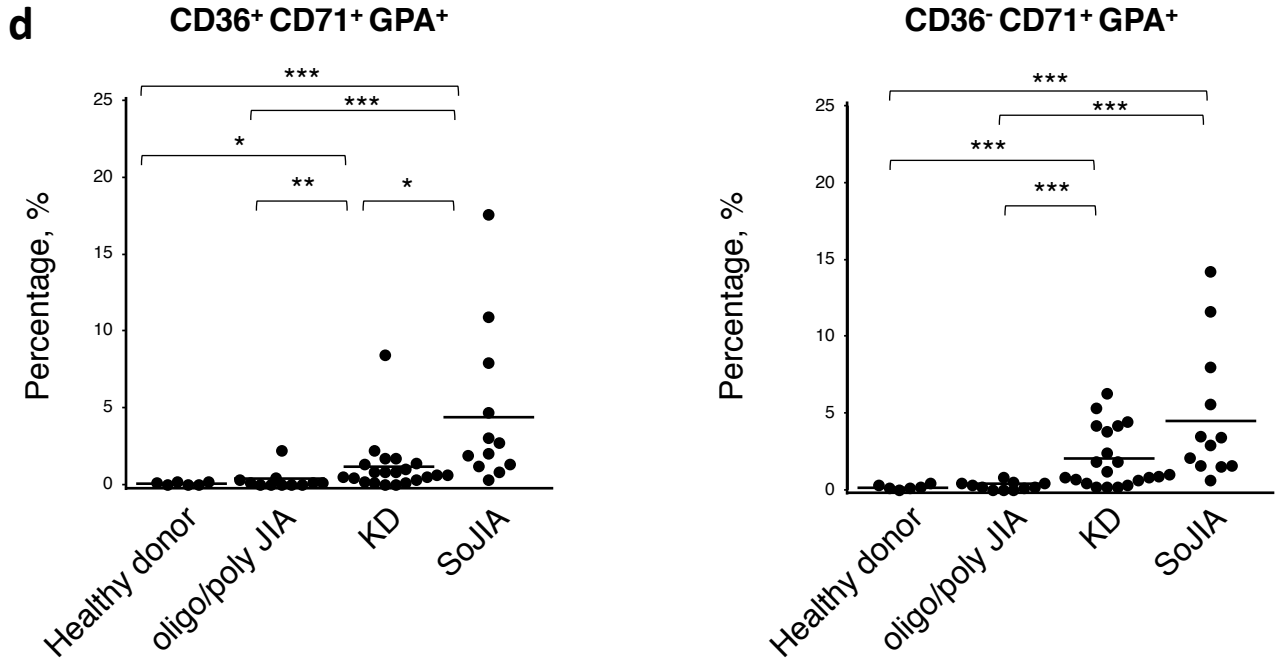 d
CD36⁺ CD71⁺ GPA⁺
CD36⁻ CD71⁺ GPA⁺
Percentage, %
25
20
15
10
5
0
***
***
*
**
*
Healthy donor
oligo/poly JIA
KD
SoJIA
Percentage, %
25
20
15
10
5
0
***
***
***
***
Healthy donor
oligo/poly JIA
KD
SoJIA